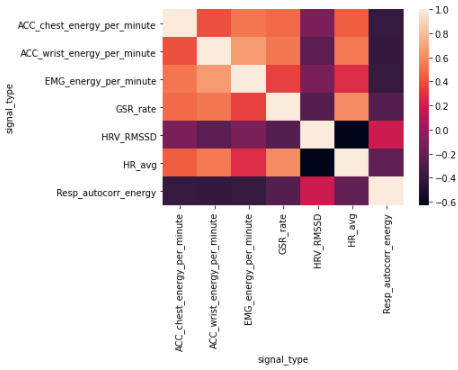 ACC_chest_energy_per_minute
ACC_wrist_energy_per_minute
EMG_energy_per_minute
GSR_rate
HRV_RMSSD
HR_avg
Resp_autocorr_energy
signal_type
ACC_chest_energy_per_minute
ACC_wrist_energy_per_minute
EMG_energy_per_minute
GSR_rate
HRV_RMSSD
HR_avg
Resp_autocorr_energy
signal_type
1.0
0.8
0.6
0.4
0.2
0.0
−0.2
−0.4
−0.6